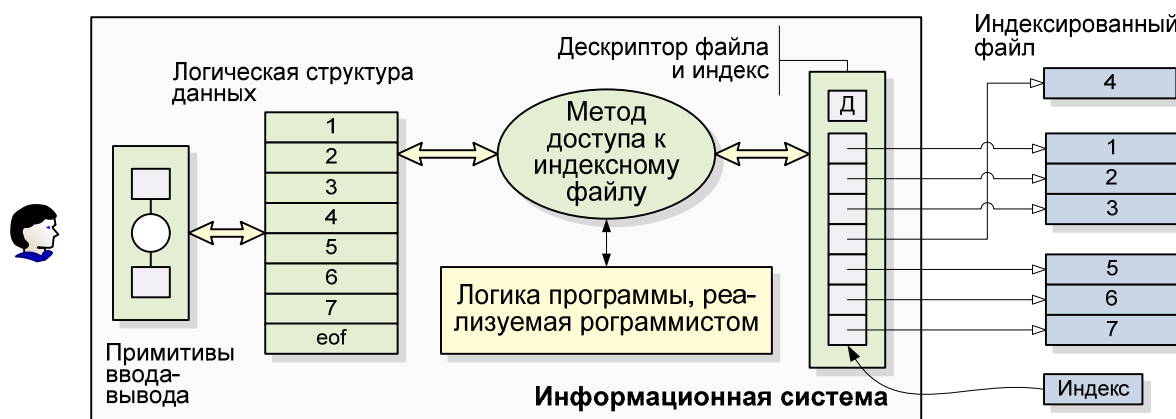 Индексированный
файл
Дескриптор файла
и индекс
Логическая структура
данных
4
Д
Метод
доступа к
индексному
файлу
1
2
3
4
5
6
7
eof
1
2
3
5
6
7
Логика программы, реа-
лизуемая рограммистом
Примитивы
ввода-
вывода
Информационная система
Индекс